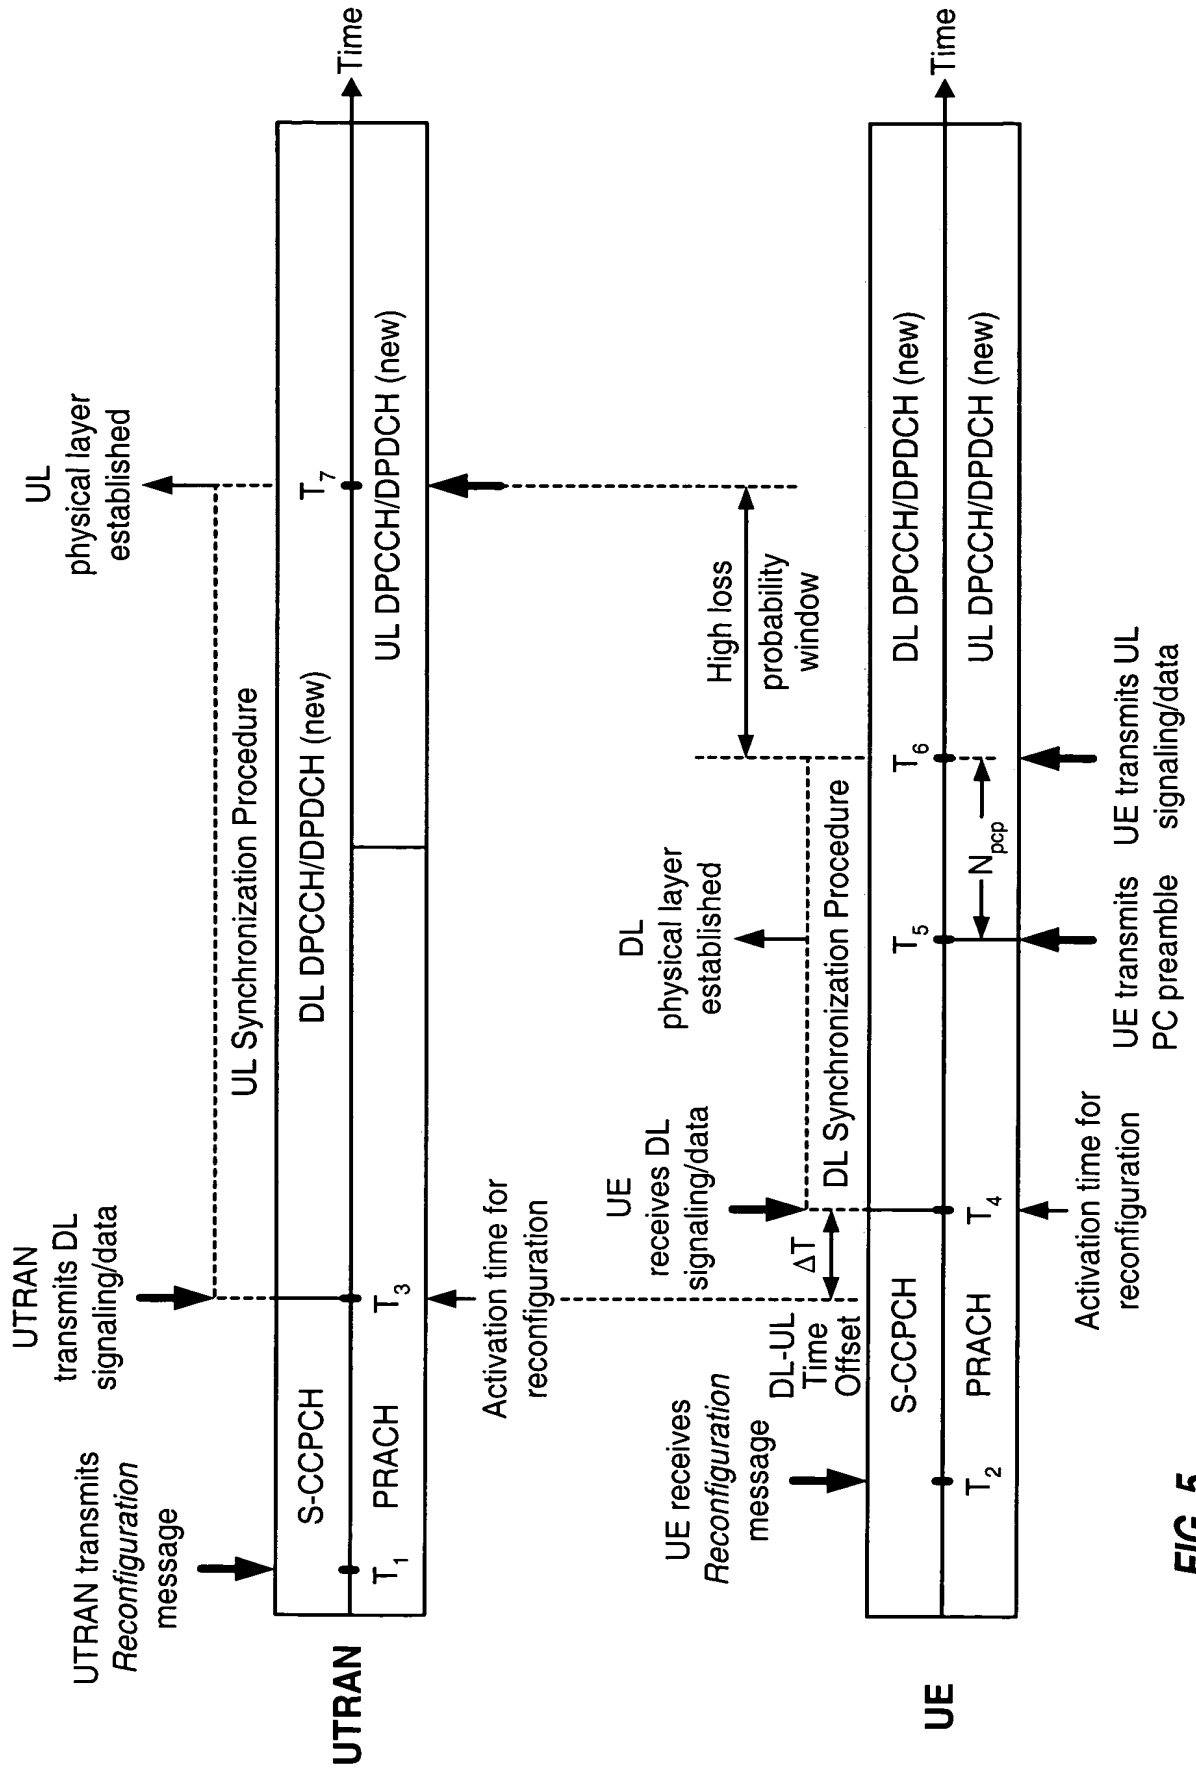 UTRAN transmits
Reconfiguration
message
UTRAN
transmits DL
signaling/data
UL
physical layer
established
UL Synchronization Procedure
UTRAN
S-CCPCH
DL DPCCH/DPDCH (new)
T1
T3
T7
Time
PRACH
UL DPCCH/DPDCH (new)
Activation time for
reconfiguration
UE receives
Reconfiguration
message
DL-UL
Time
Offset
ΔT
UE
receives DL
signaling/data
DL
physical layer
established
High loss
probability
window
DL Synchronization Procedure
UE
S-CCPCH
DL DPCCH/DPDCH (new)
T2
T4
T5
T6
Time
PRACH
Npcp
UL DPCCH/DPDCH (new)
Activation time for
reconfiguration
UE transmits
PC preamble
UE transmits UL
signaling/data
FIG. 5